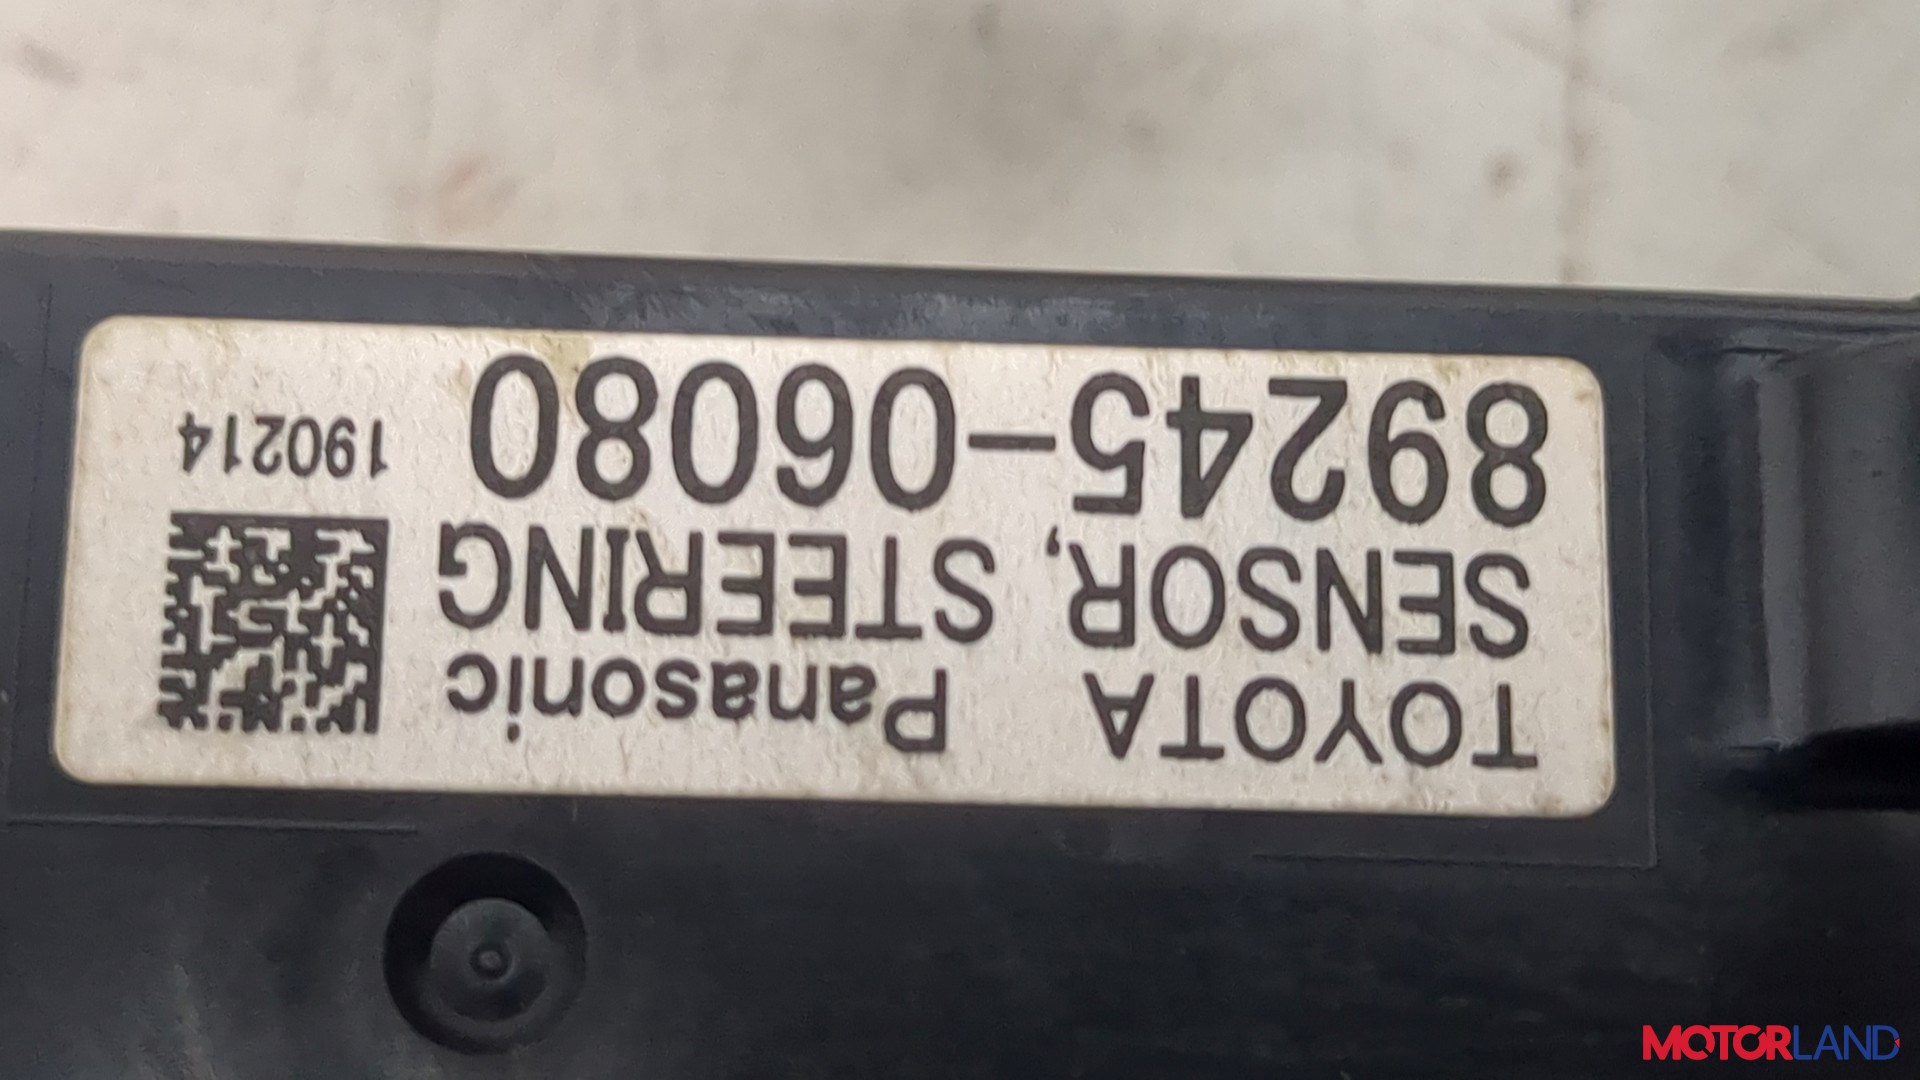 TOYOTA Panasonic
SENSOR, STEERING
89245-06080 190214
MOTORLAND